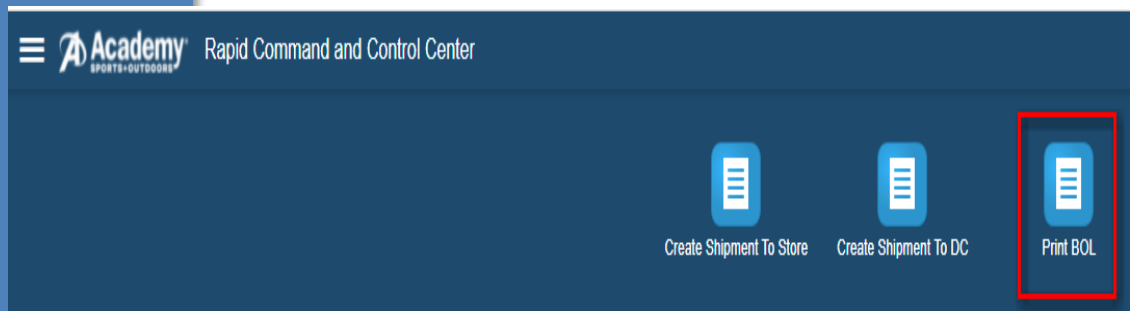 Academy Rapid Command and Control Center
SPORTS+OUTDOORS
Create Shipment To Store Create Shipment To DC Print BOL